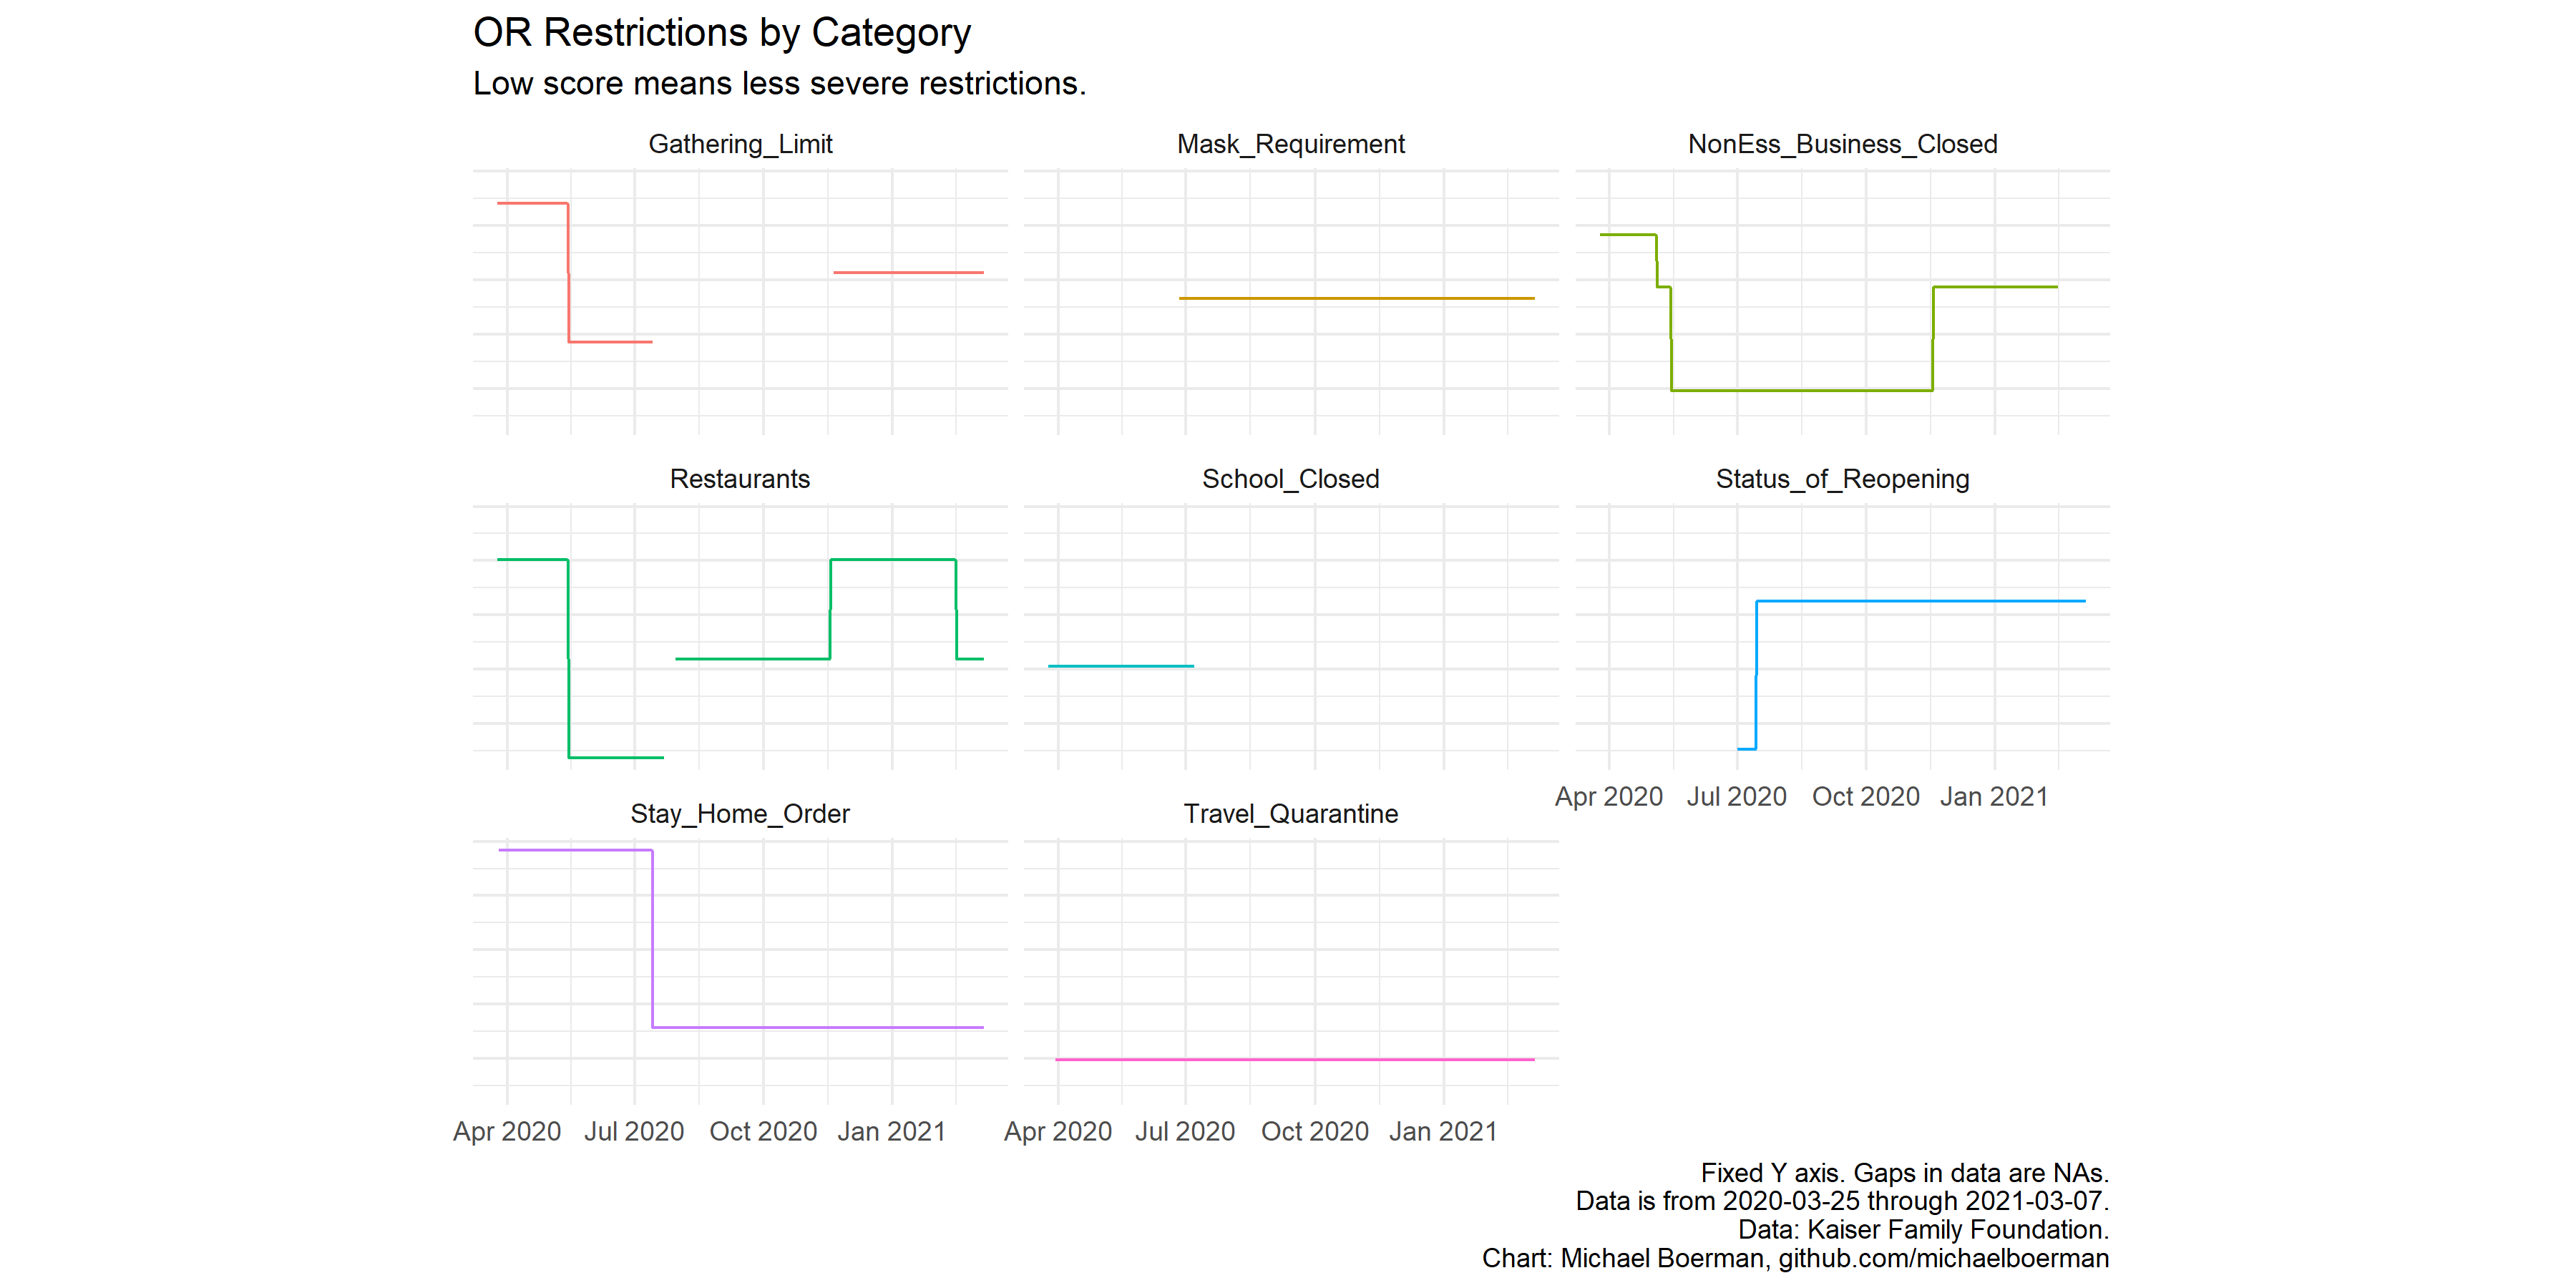 OR Restrictions by Category
Low score means less severe restrictions.
Gathering_Limit
Mask_Requirement
NonEss_Business_Closed
Restaurants
School_Closed
Status_of_Reopening
Apr 2020 Jul 2020 Oct 2020 Jan 2021
Stay_Home_Order
Travel_Quarantine
Apr 2020 Jul 2020 Oct 2020 Jan 2021
Apr 2020 Jul 2020 Oct 2020 Jan 2021
Fixed Y axis. Gaps in data are NAs.
Data is from 2020-03-25 through 2021-03-07.
Data: Kaiser Family Foundation.
Chart: Michael Boerman, github.com/michaelboerman